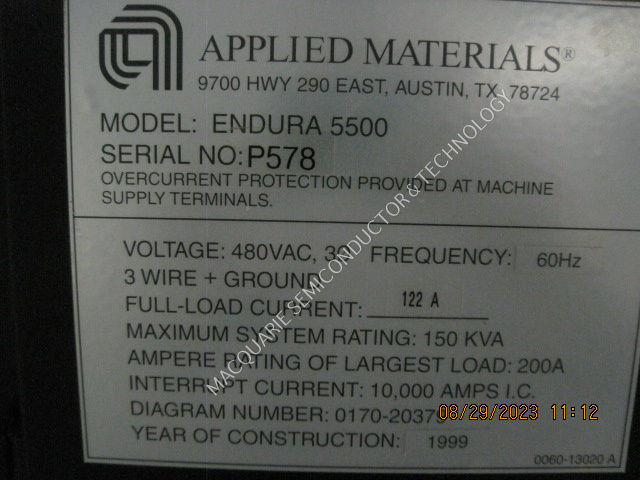 APPLIED MATERIALS®
9700 HWY 290 EAST, AUSTIN, TX, 78724
MODEL: ENDURA 5500
SERIAL NO: P578
OVERCURRENT PROTECTION PROVIDED AT MACHINE
SUPPLY TERMINALS.
VOLTAGE: 480VAC, FREQUENCY: 60Hz
3 WIRE + GROUND
FULL-LOAD CURRENT: 122 A
MAXIMUM SYSTEM RATING: 150 KVA
AMPERE RATING OF LARGEST LOAD: 200A
INTERRUPT CURRENT: 10,000 AMPS I.C.
DIAGRAM NUMBER: 0170-20379
YEAR OF CONSTRUCTION: 1999
0060-13020 A
08/29/2023 11:12
MACQUARIE SEMICONDUCTOR & TECHNOLOGY